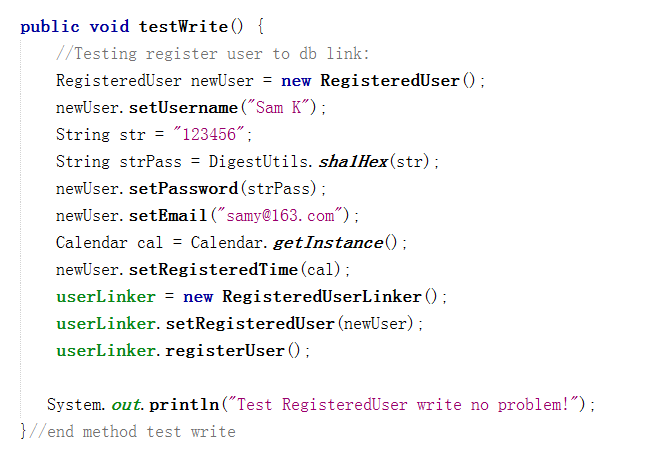 public void testWrite() {
//Testing register user to db link:
RegisteredUser newUser = new RegisteredUser();
newUser.setUsername("Sam K");
String str = "123456";
String strPass = DigestUtils.sha1Hex(str);
newUser.setPassword(strPass);
newUser.setEmail("samy@163.com");
Calendar cal = Calendar.getInstance();
newUser.setRegisteredTime(cal);
userLinker = new RegisteredUserLinker();
userLinker.setRegisteredUser(newUser);
userLinker.registerUser();
System.out.println("Test RegisteredUser write no problem!");
}//end method test write